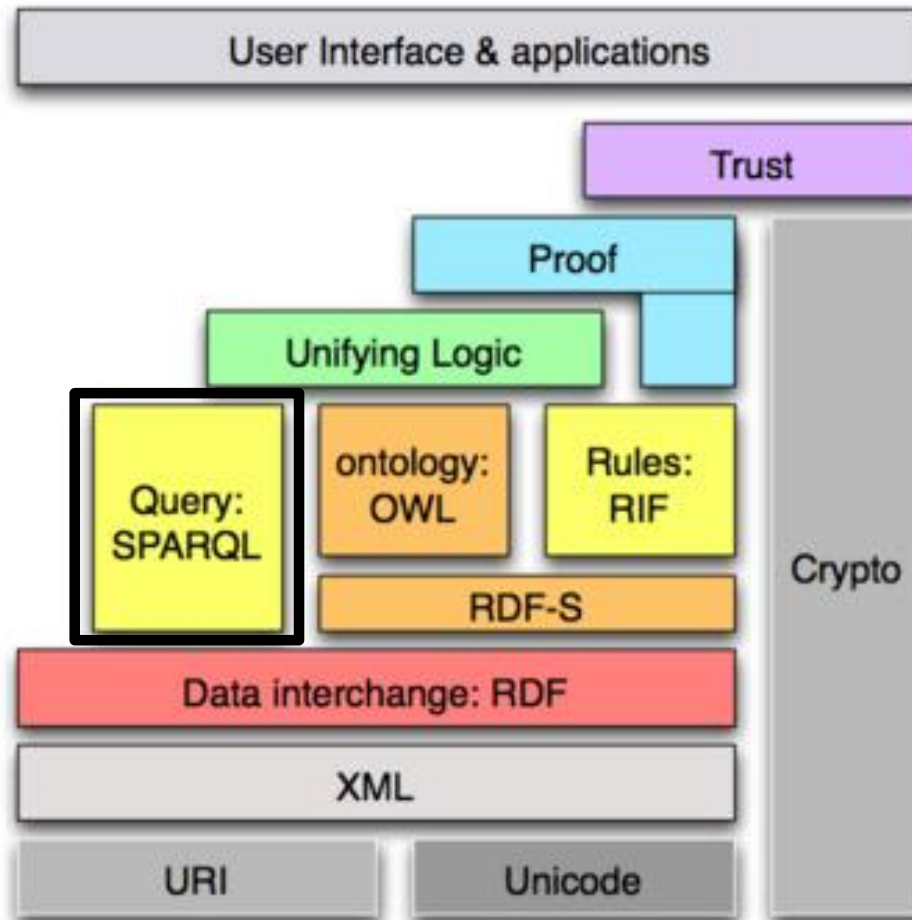 User Interface & applications
Trust
Proof
Unifying Logic
Query:
SPARQL
ontology:
OWL
Rules:
RIF
Crypto
RDF-S
Data interchange: RDF
XML
URI
Unicode